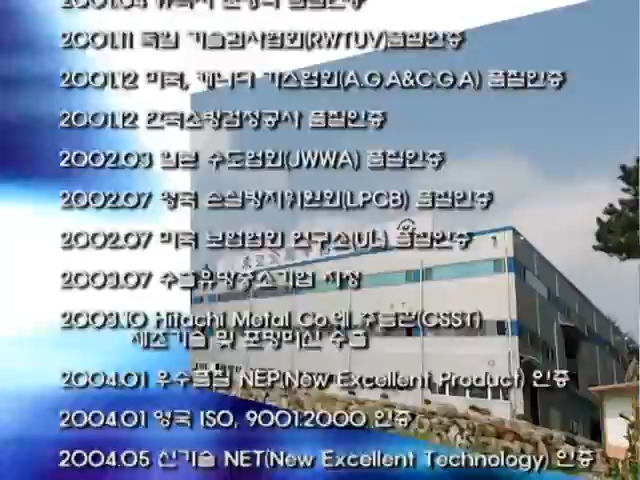 2001.11 독일 기술검사협회(RWTUV)품질인증
2001.12 미국, 캐나다 가스협회(A.G.A&C.G.A) 품질인증
2001.12 한국소방검정공사 품질인증
2002.03 일본 수도협회(JWWA) 품질인증
2002.07 영국 손실방지위원회(LPCB) 품질인증
2002.07 미국 보험협회 연구소(UL) 품질인증
2003.07 수출유망중소기업 지정
2003.10 Hitachi Metal Co.에 주름관(CSST)
제조기술 및 포밍머신 수출
2004.01 우수품질 NEP(New Excellent Product) 인증
2004.01 영국 ISO, 9001:2000 인증
2004.05 신기술 NET(New Excellent Technology) 인증